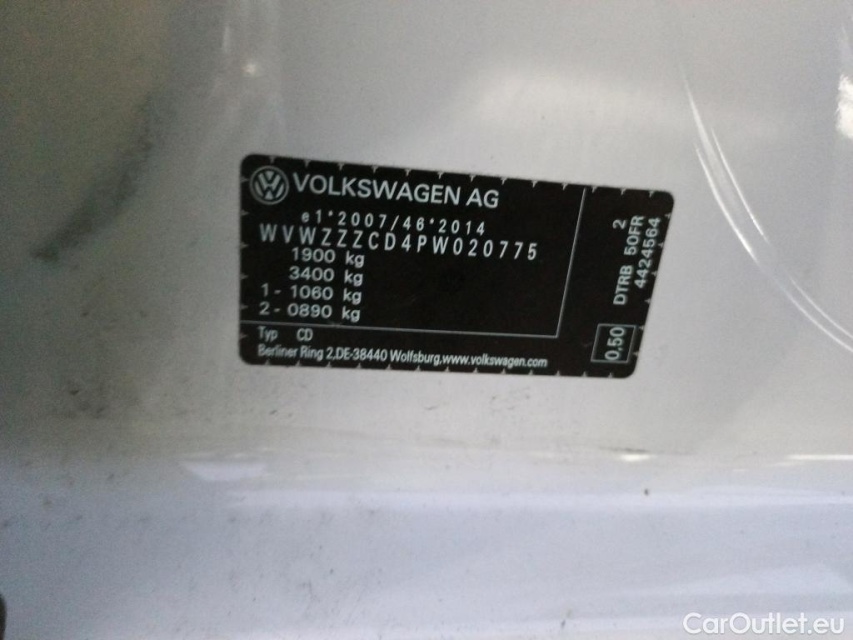 VOLKSWAGEN AG
e1*2007/46*2014
WVWZZZCD4PW020775
1900 kg
3400 kg
1 - 1060 kg
2 - 0890 kg
Typ CD
Berliner Ring 2,DE-38440 Wolfsburg,www.volkswagen.com
2
DTRB 50FR
4424564
0,50
CarOutlet.eu